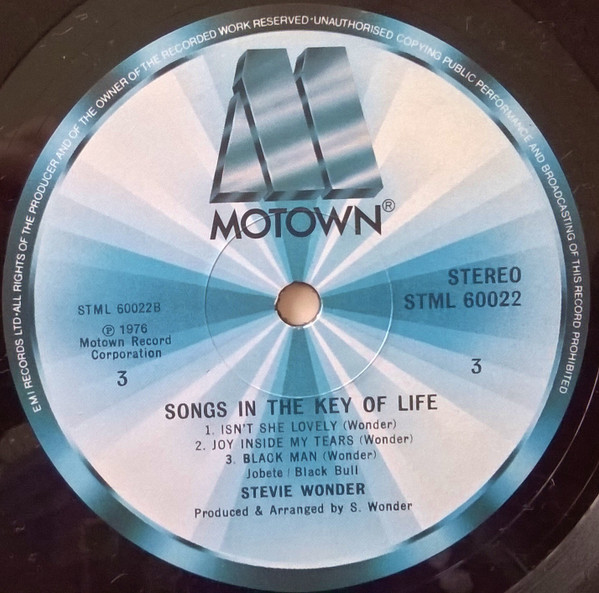 EMI RECORDS LTD·ALL RIGHTS OF THE PRODUCER AND OF THE OWNER OF THE RECORDED WORK RESERVED·UNAUTHORISED COPYING PUBLIC PERFORMANCE AND BROADCASTING OF THIS RECORD PROHIBITED
M
MOTOWN®
STEREO
STML 60022
STML 60022B
℗ 1976
Motown Record
Corporation
3
3
SONGS IN THE KEY OF LIFE
1. ISN'T SHE LOVELY (Wonder)
2. JOY INSIDE MY TEARS (Wonder)
3. BLACK MAN (Wonder)
Jobete / Black Bull
STEVIE WONDER
Produced & Arranged by S. Wonder